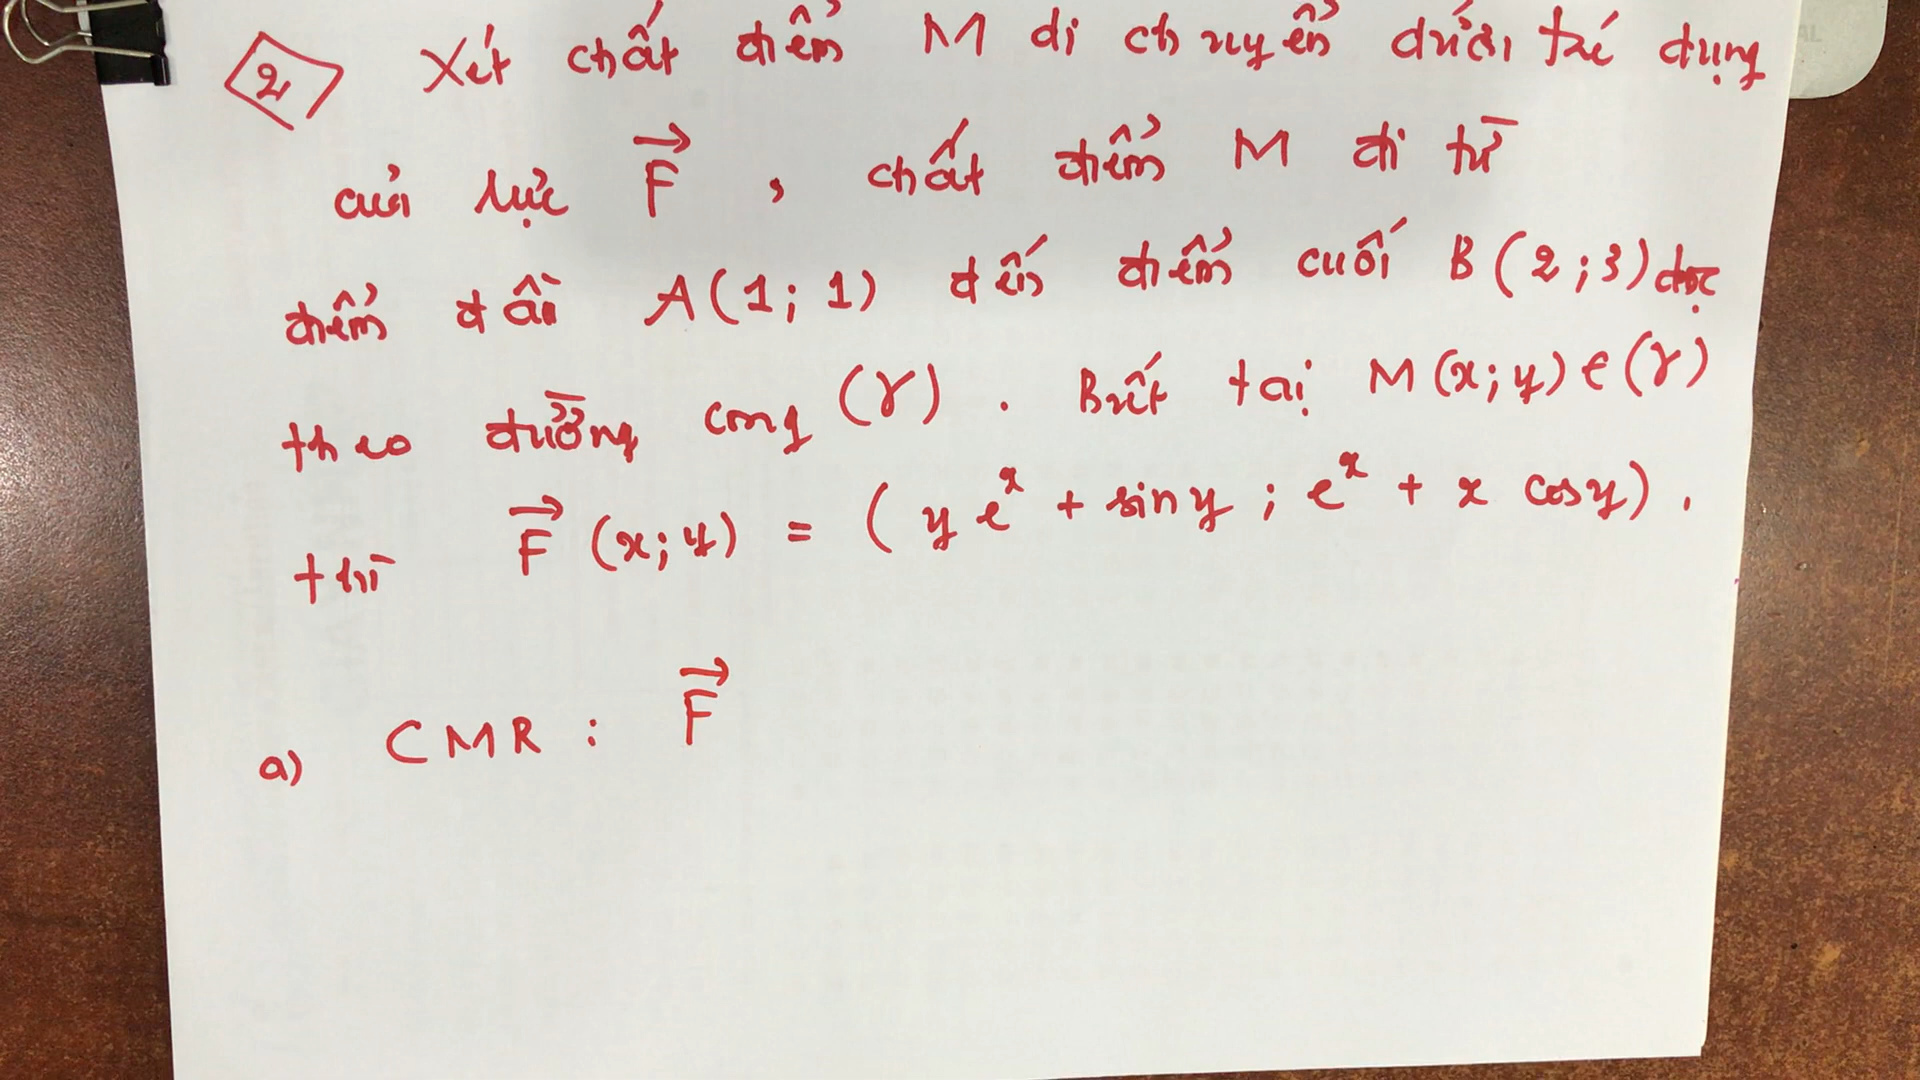 2 Xét chất điểm M di chuyển dưới tác dụng
của lực F⃗ , chất điểm M đi từ
điểm đầu A(1; 1) đến điểm cuối B(2;3) dọc
theo đường cong (γ). Biết tại M(x;y)∈(γ)
thì F⃗(x;y) = (ye^x + sin y ; e^x + x cos y).
a) CMR : F⃗